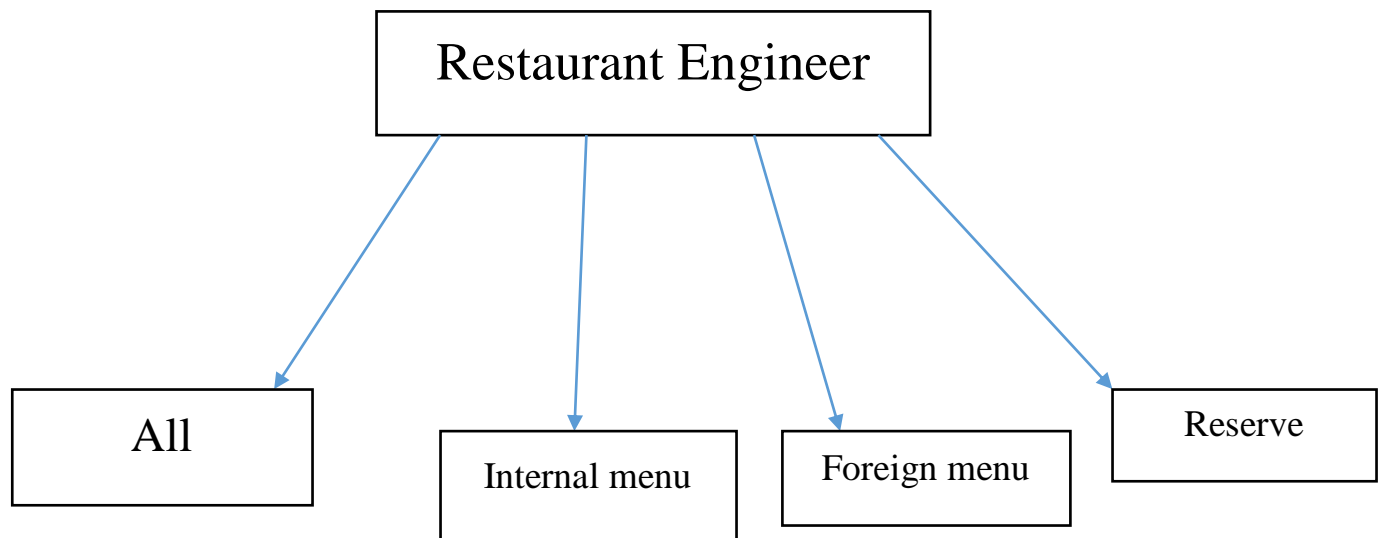 Restaurant Engineer
All
Internal menu
Foreign menu
Reserve